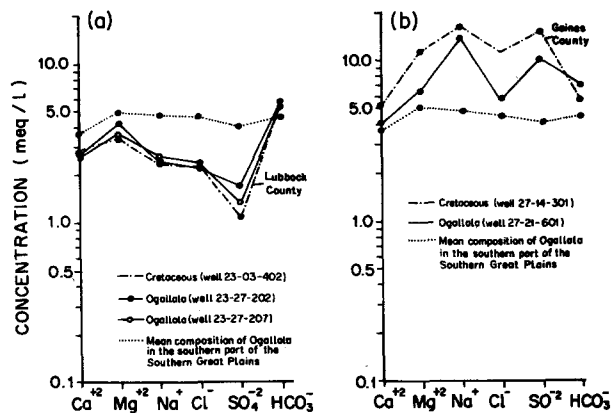 (a)
10.0
5.0
1.0
0.5
0.1
CONCENTRATION (meq / l)
Lubbock
County
Cretaceous (well 23-03-402)
Ogallala (well 23-27-202)
Ogallala (well 23-27-207)
Mean composition of Ogallala
in the southern part of the
Southern Great Plains
Ca+2 Mg+2 Na+ Cl- SO4-2 HCO3-
(b)
Gaines
County
10.0
5.0
1.0
0.5
0.1
Cretaceous (well 27-14-301)
Ogallala (well 27-21-601)
Mean composition of Ogallala
in the southern part of the
Southern Great Plains
Ca+2 Mg+2 Na+ Cl- SO-2 HCO3-